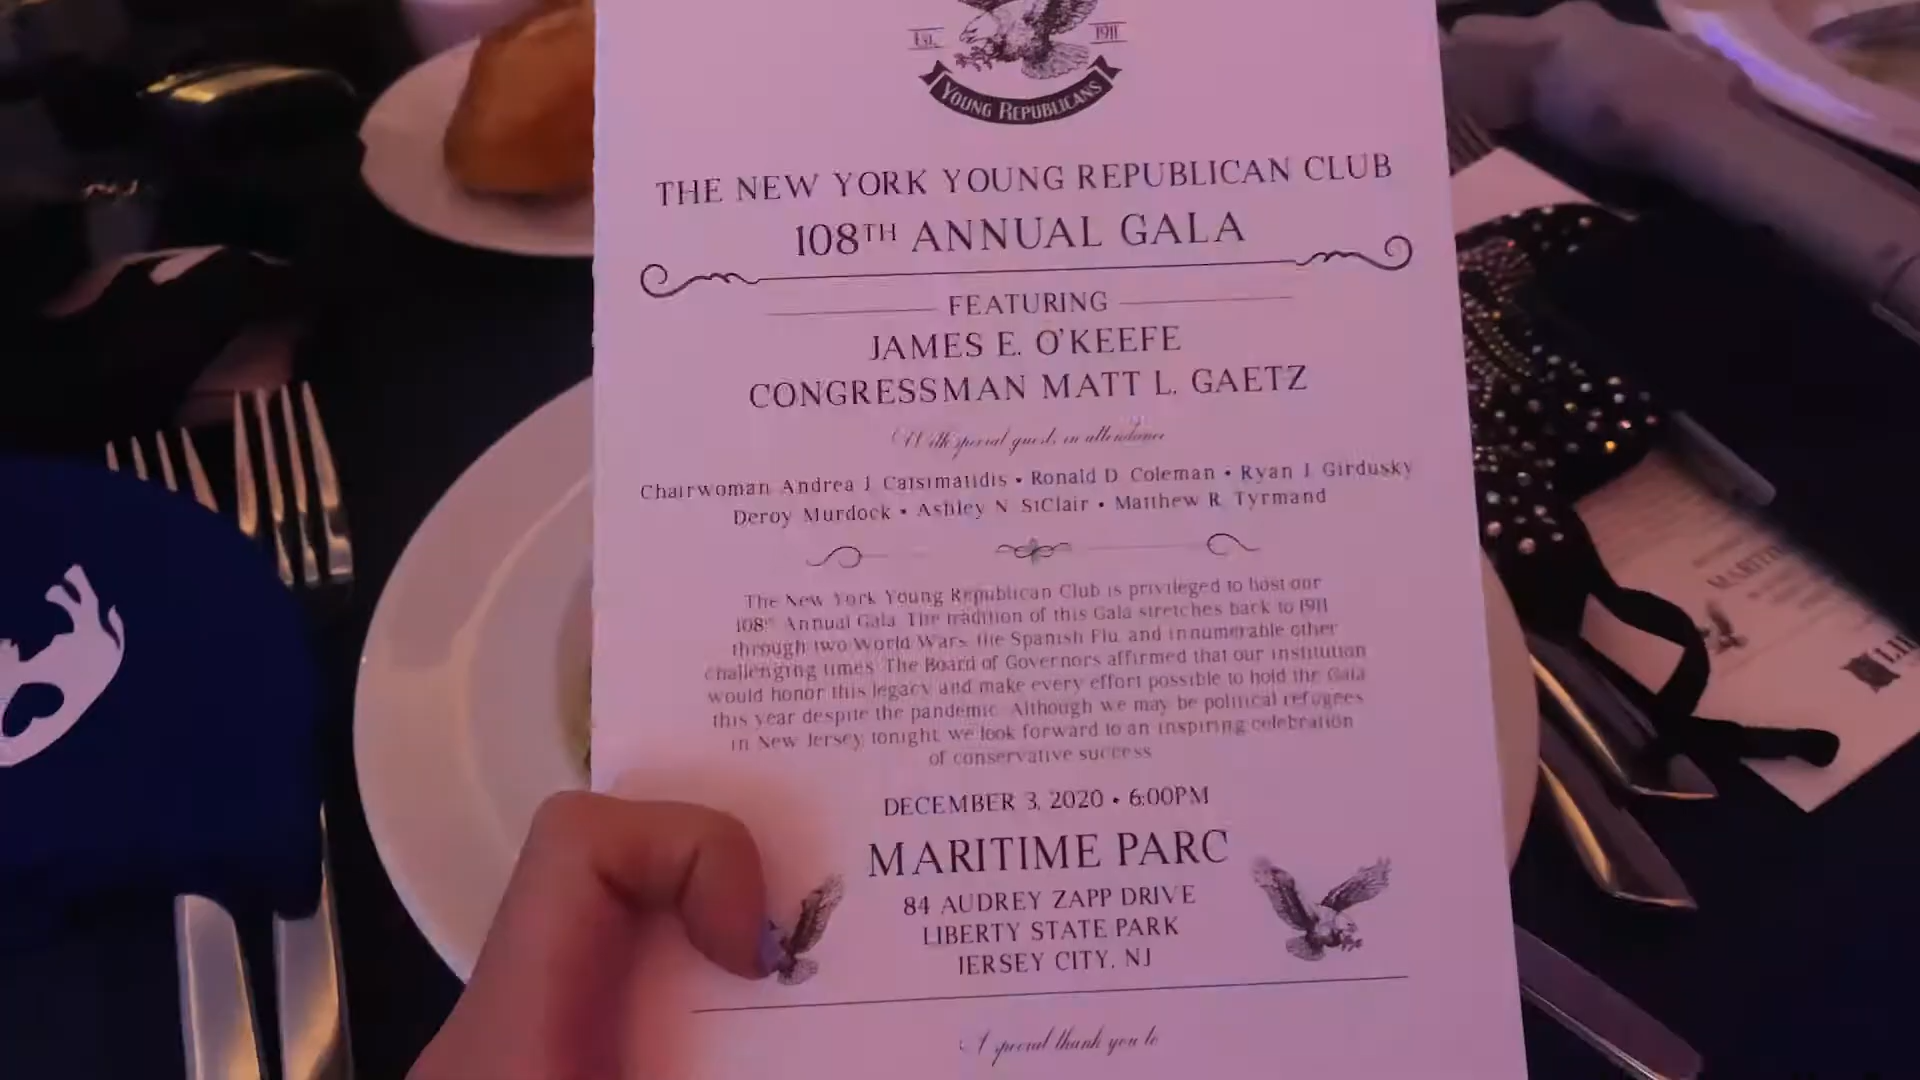 Est. 1911
YOUNG REPUBLICANS
THE NEW YORK YOUNG REPUBLICAN CLUB
108TH ANNUAL GALA
FEATURING
JAMES E. O'KEEFE
CONGRESSMAN MATT L. GAETZ
With special guests in attendance
Chairwoman Andrea J. Catsimatidis • Ronald D. Coleman • Ryan J. Girdusky
Deroy Murdock • Ashley N. StClair • Matthew R. Tyrmand
The New York Young Republican Club is privileged to host our
108th Annual Gala. The tradition of this Gala stretches back to 1911
through two World Wars, the Spanish Flu, and innumerable other
challenging times. The Board of Governors affirmed that our institution
would honor this legacy and make every effort possible to hold the Gala
this year despite the pandemic. Although we may be political refugees
in New Jersey tonight, we look forward to an inspiring celebration
of conservative success.
DECEMBER 3, 2020 • 6:00PM
MARITIME PARC
84 AUDREY ZAPP DRIVE
LIBERTY STATE PARK
JERSEY CITY, NJ
A special thank you to